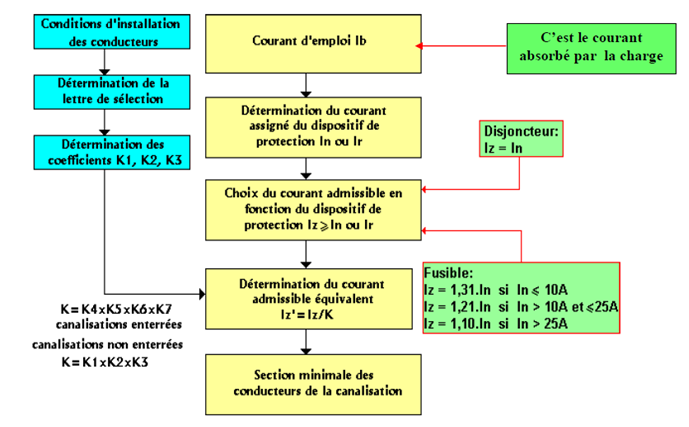 Conditions d'installation
des conducteurs
Détermination de la
lettre de sélection
Détermination des
coefficients K1, K2, K3
K=K4xK5xK6xK7
canalisations enterrées
canalisations non enterrées
K=K1xK2xK3
Courant d'emploi Ib
Détermination du courant
assigné du dispositif de
protection In ou Ir
Choix du courant admissible en
fonction du dispositif de
protection Iz⩾In ou Ir
Détermination du courant
admissible équivalent
Iz'=Iz/K
Section minimale des
conducteurs de la canalisation
C'est le courant
absorbé par la charge
Disjoncteur:
Iz = In
Fusible:
Iz = 1,31.In si In ⩽ 10A
Iz = 1,21.In si In > 10A et ⩽25A
Iz = 1,10.In si In > 25A